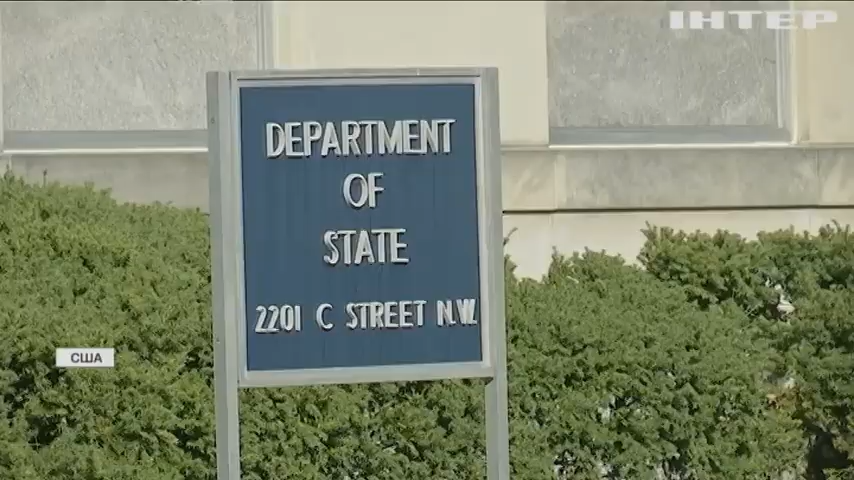 ІНТЕР
DEPARTMENT
OF
STATE
2201 C STREET N.W.
США